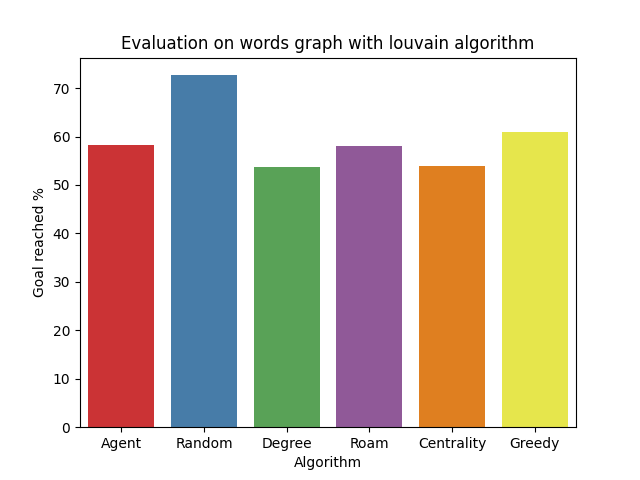 Evaluation on words graph with louvain algorithm
Goal reached %
70
60
50
40
30
20
10
0
Agent Random Degree Roam Centrality Greedy
Algorithm